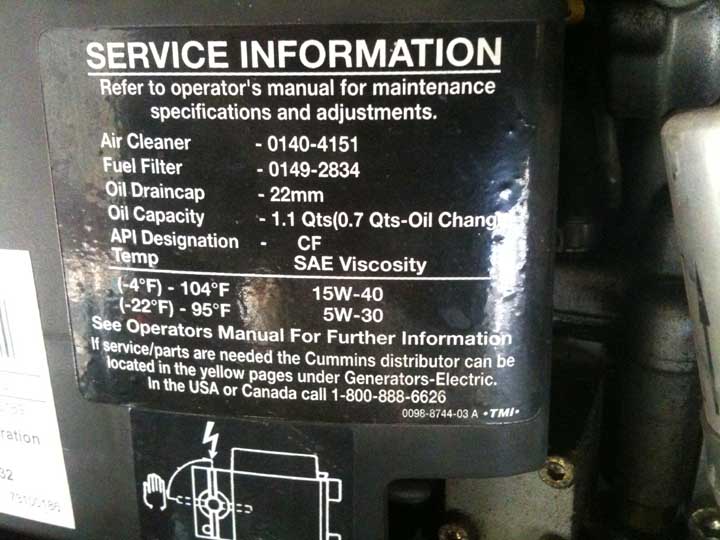 SERVICE INFORMATION
Refer to operator's manual for maintenance
specifications and adjustments.
Air Cleaner - 0140-4151
Fuel Filter - 0149-2834
Oil Draincap - 22mm
Oil Capacity - 1.1 Qts(0.7 Qts-Oil Chang
API Designation - CF
Temp SAE Viscosity
(-4°F) - 104°F 15W-40
(-22°F) - 95°F 5W-30
See Operators Manual For Further Information
If service/parts are needed the Cummins distributor can be
located in the yellow pages under Generators-Electric.
In the USA or Canada call 1-800-888-6626
0098-8744-03 A •TMI•
ration
32
79100186